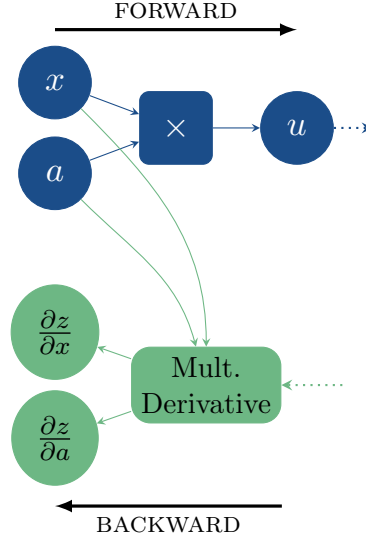 FORWARD
x
a
×
u
∂z
∂x
Mult.
Derivative
∂z
∂a
BACKWARD